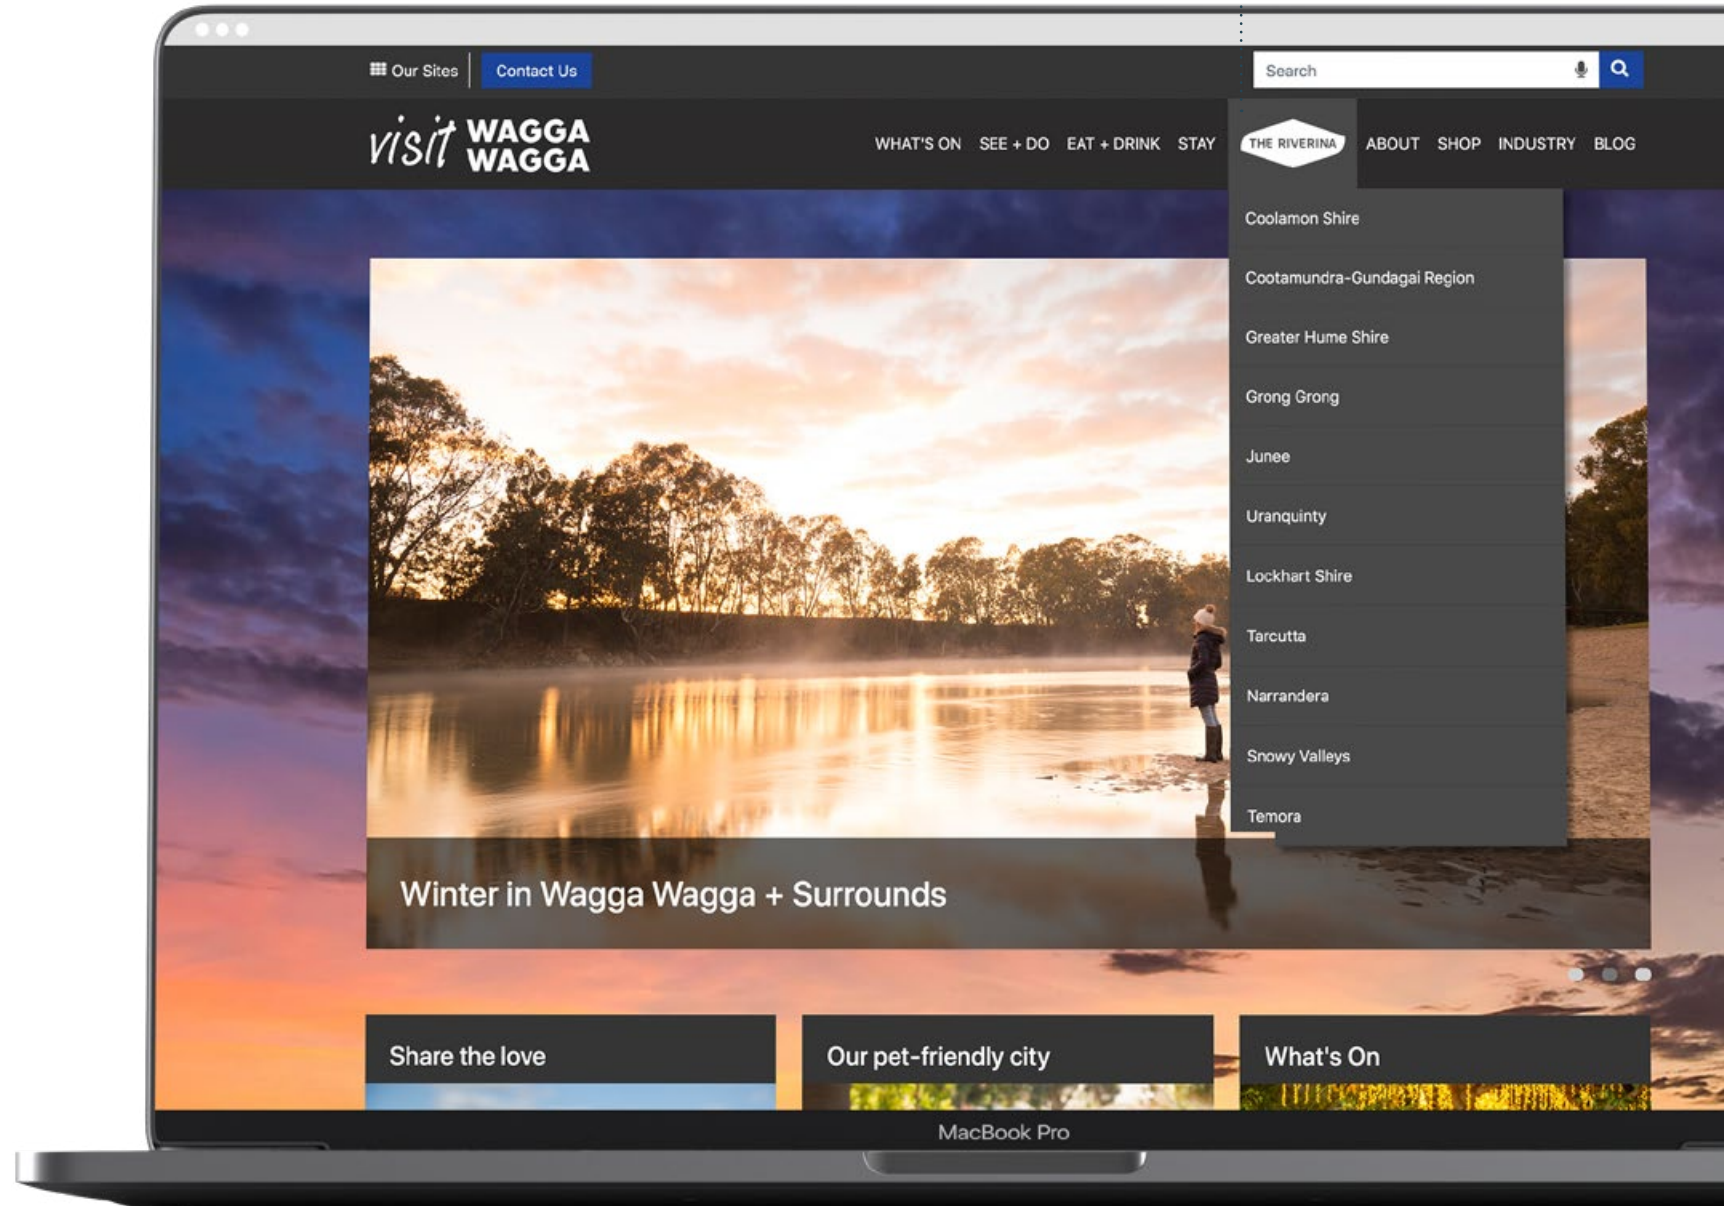 Our Sites
Contact Us
Search
visit WAGGA
WAGGA
WHAT'S ON SEE + DO EAT + DRINK STAY THE RIVERINA ABOUT SHOP INDUSTRY BLOG
Coolamon Shire
Cootamundra-Gundagai Region
Greater Hume Shire
Grong Grong
Junee
Uranquinty
Lockhart Shire
Tarcutta
Narrandera
Snowy Valleys
Temora
Winter in Wagga Wagga + Surrounds
Share the love
Our pet-friendly city
What's On
MacBook Pro